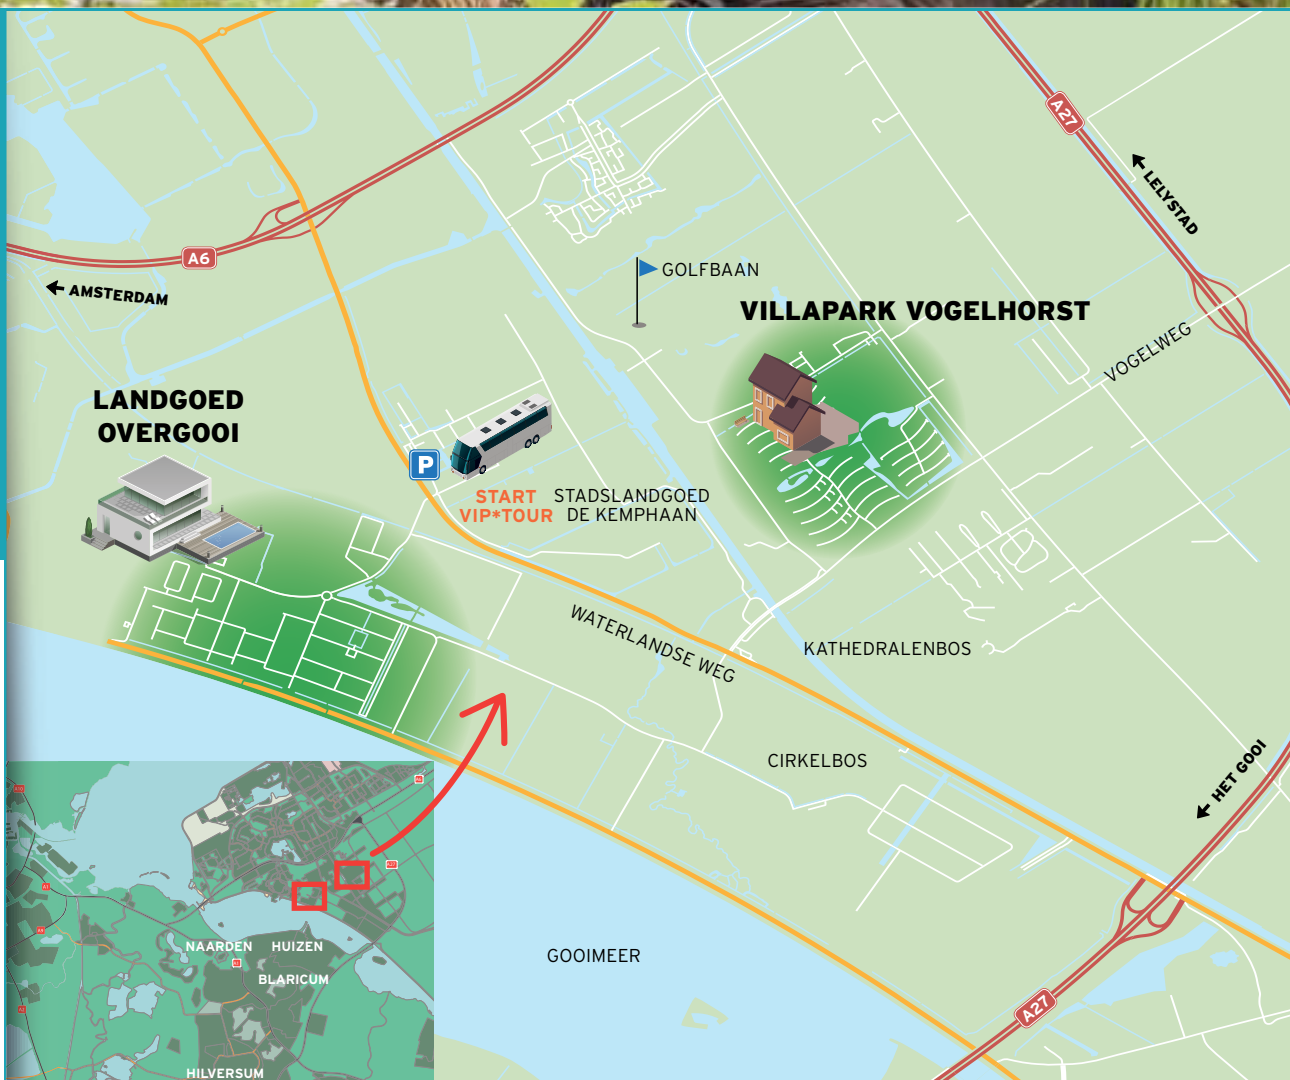 A27
LELYSTAD
A6
AMSTERDAM
GOLFBAAN
VILLAPARK VOGELHORST
VOGELWEG
LANDGOED
OVERGOOI
P
START
VIP*TOUR
STADSLANDGOED
DE KEMPHAAN
WATERLANDSE WEG
KATHEDRALENBOS
CIRKELBOS
HET GOOI
GOOIMEER
A27
NAARDEN
HUIZEN
BLARICUM
HILVERSUM